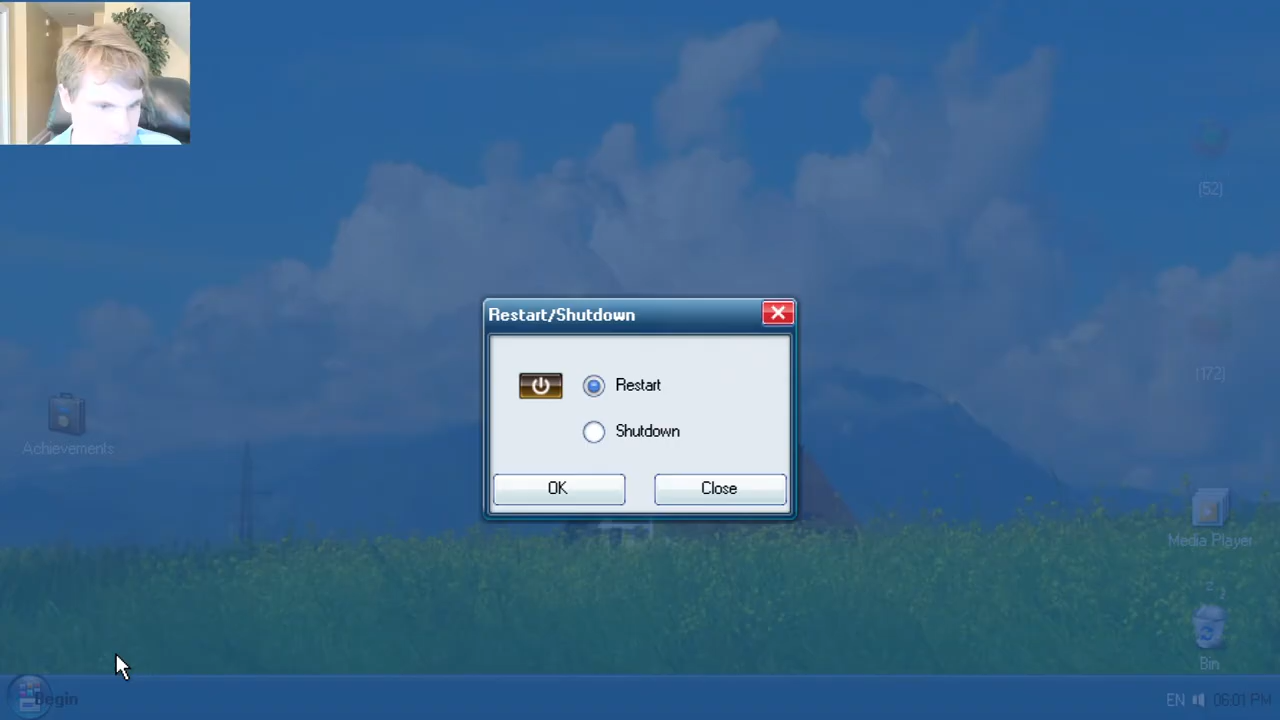 (52)
Restart/Shutdown
Restart
(172)
Shutdown
Achievements
OK
Close
Media Player
Bin
Begin
EN 06:01 PM